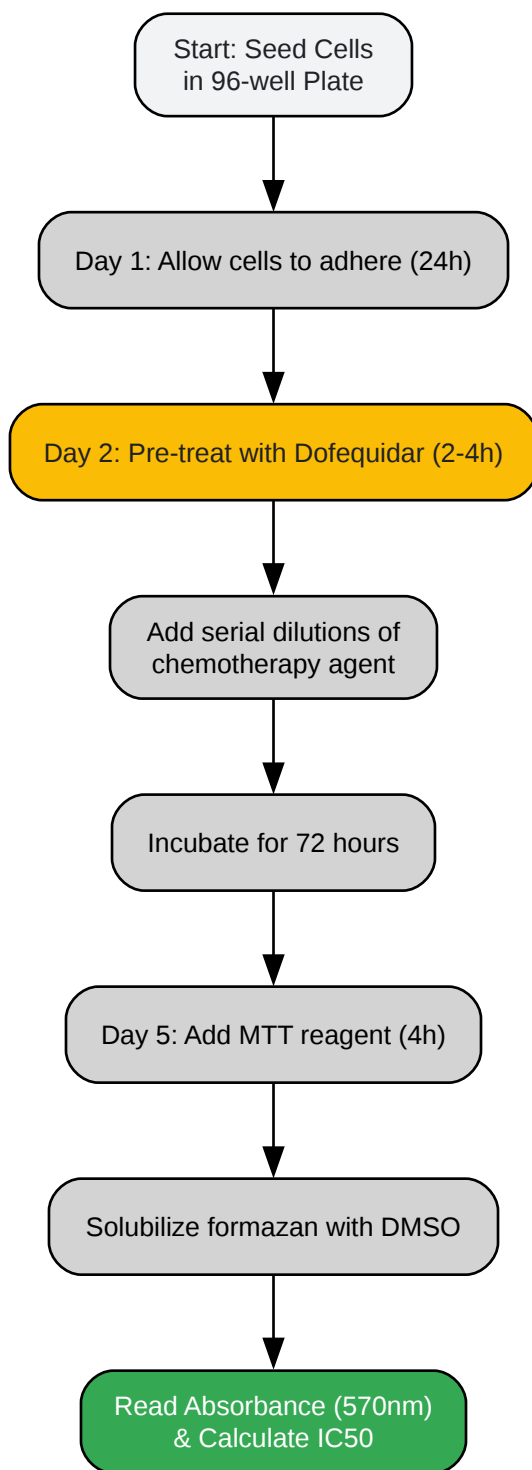 Start: Seed Cells
in 96-well Plate
Day 1: Allow cells to adhere (24h)
Day 2: Pre-treat with Dofequidar (2-4h)
Add serial dilutions of
chemotherapy agent
Incubate for 72 hours
Day 5: Add MTT reagent (4h)
Solubilize formazan with DMSO
Read Absorbance (570nm)
& Calculate IC50